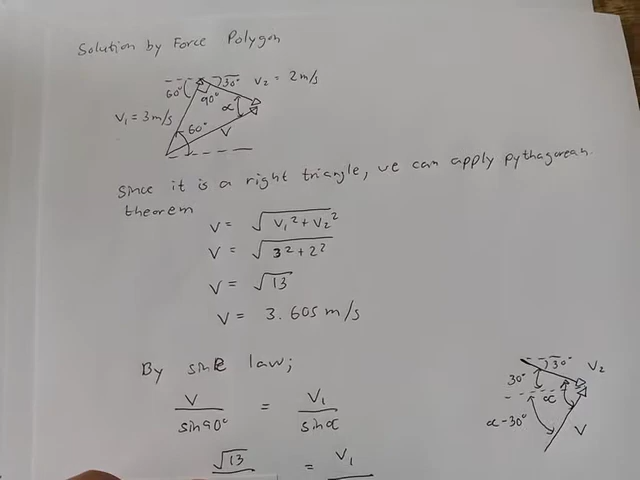 Solution by Force Polygon
60° 30° V₂ = 2m/s
90°
α
V₁ = 3m/s 60° V
Since it is a right triangle, we can apply pythagorean
theorem
V = √V₁² + V₂²
V = √3² + 2²
V = √13
V = 3.605 m/s
By sine law;
V / sin90° = V₁ / sinα
√13 = V₁
30° V₂
30° α
α - 30° V